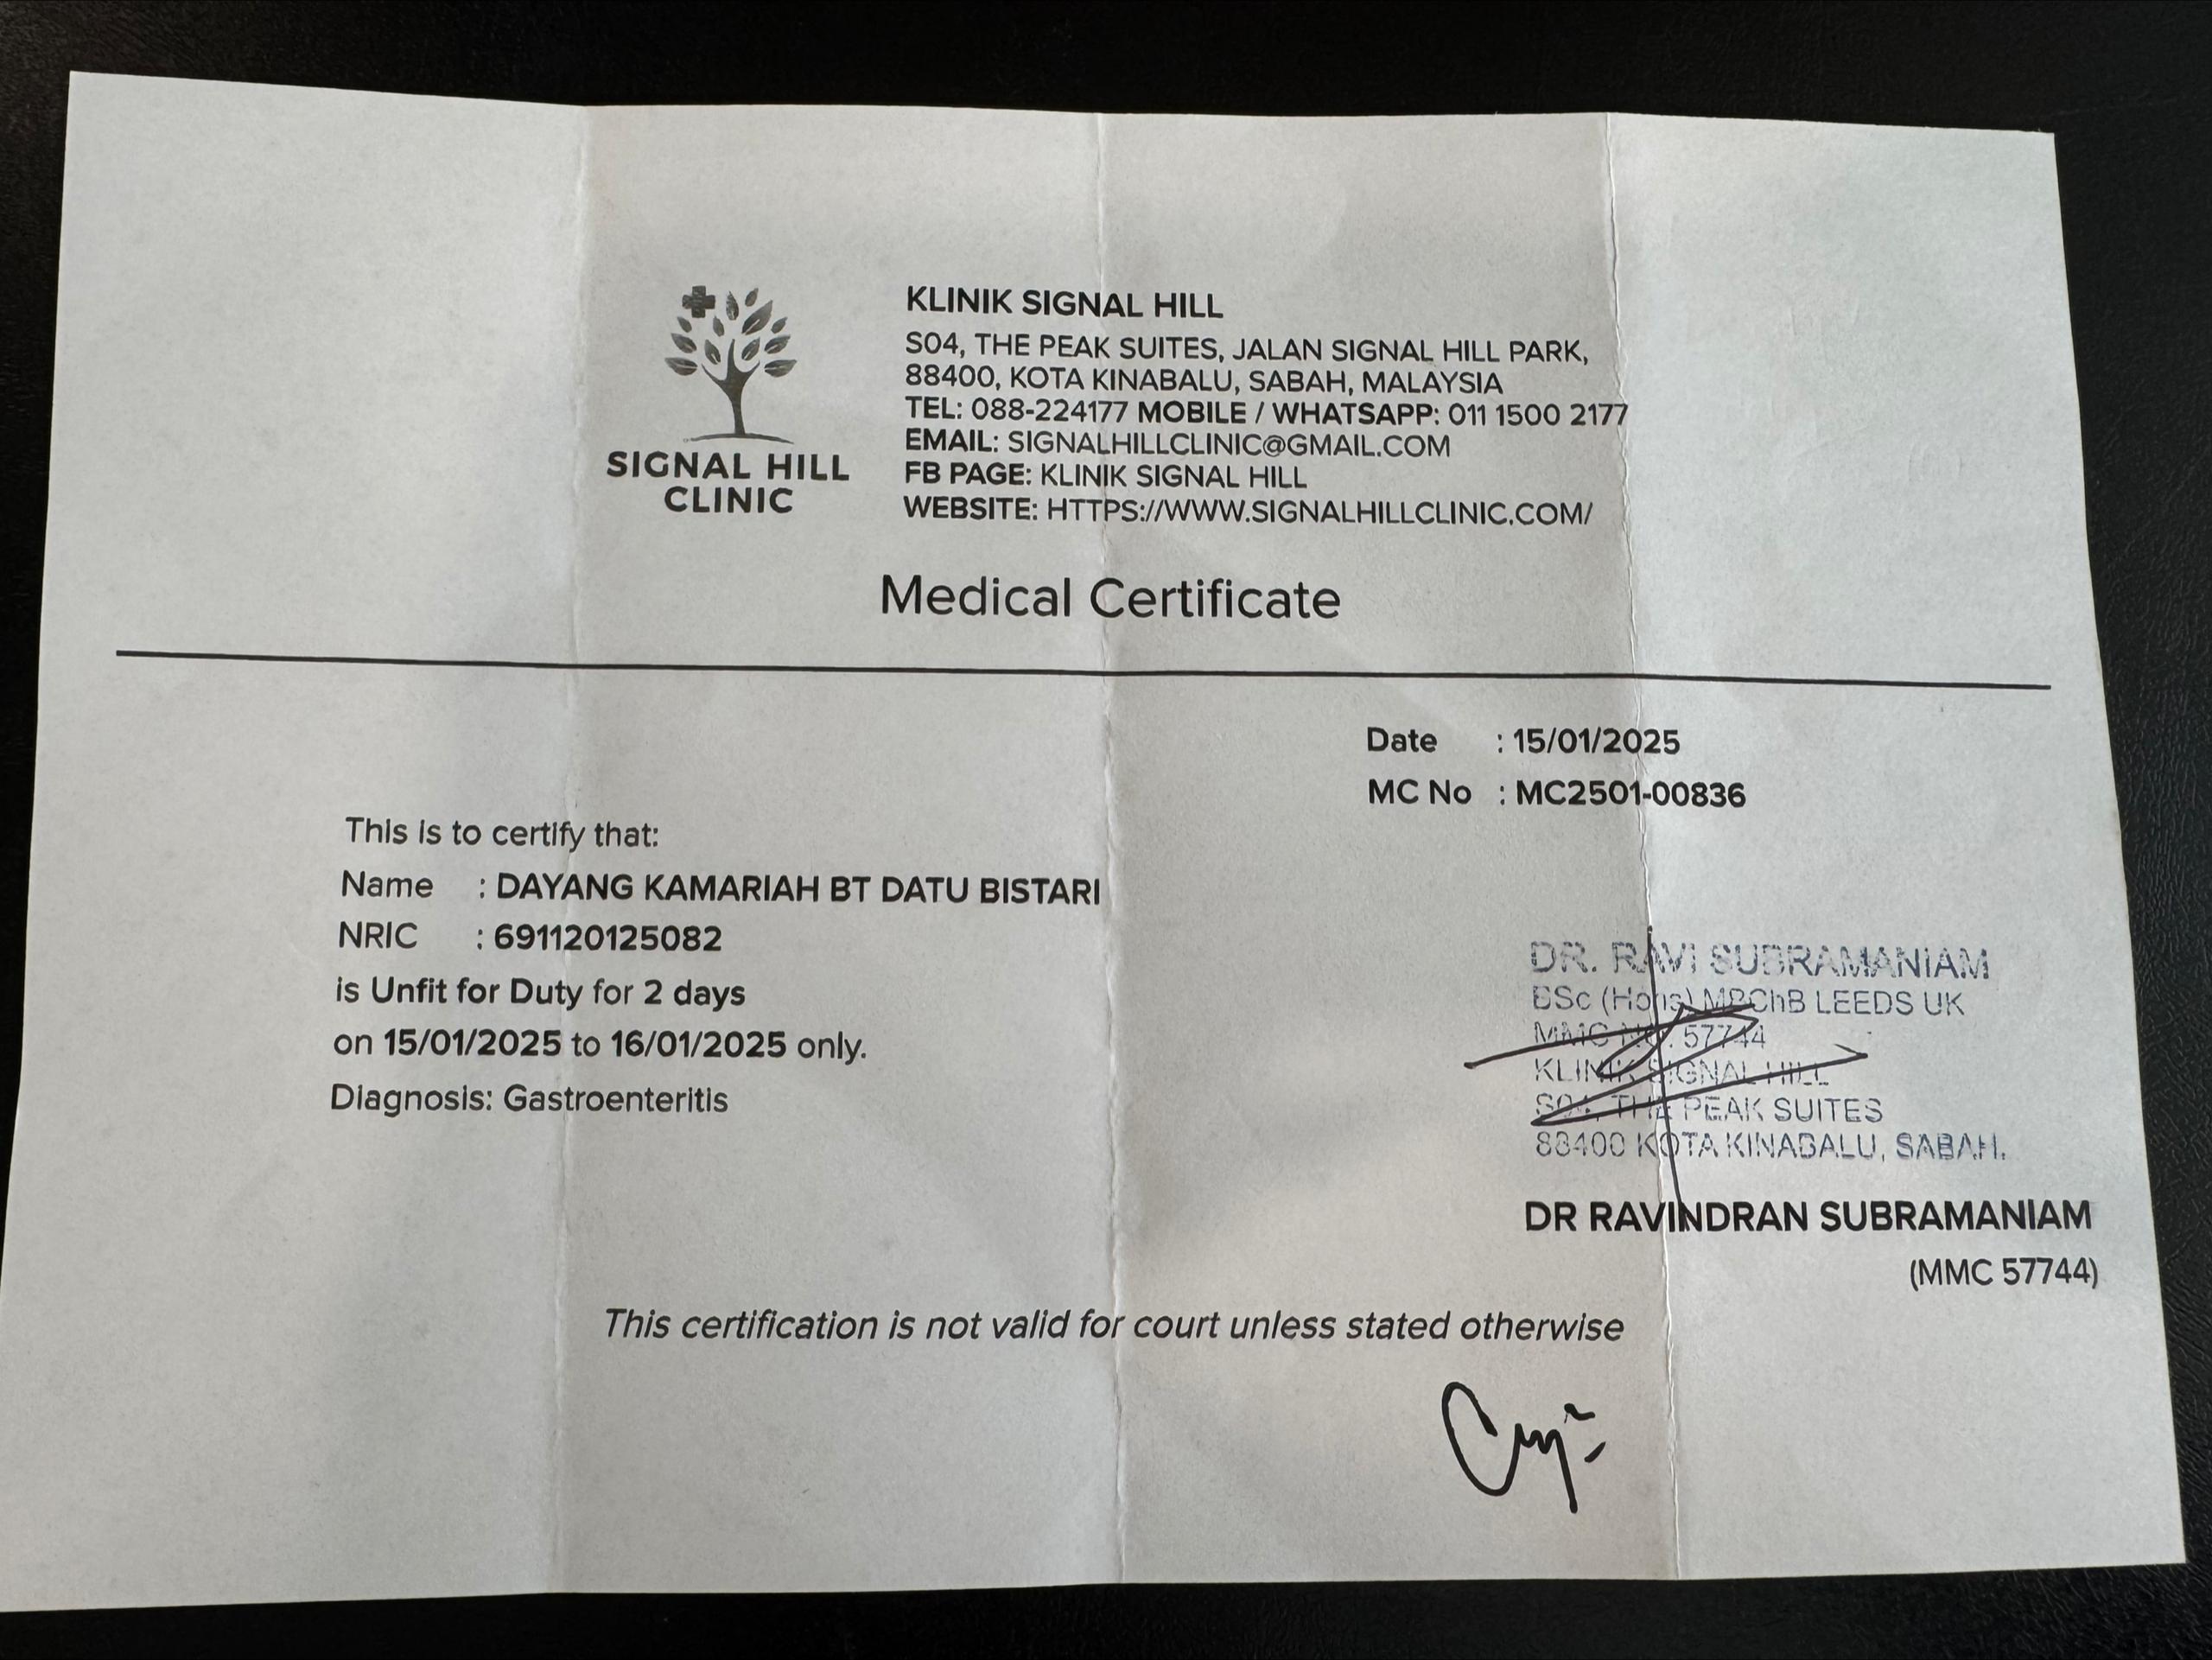 SIGNAL HILL
CLINIC
KLINIK SIGNAL HILL
S04, THE PEAK SUITES, JALAN SIGNAL HILL PARK,
88400, KOTA KINABALU, SABAH, MALAYSIA
TEL: 088-224177 MOBILE / WHATSAPP: 011 1500 2177
EMAIL: SIGNALHILLCLINIC@GMAIL.COM
FB PAGE: KLINIK SIGNAL HILL
WEBSITE: HTTPS://WWW.SIGNALHILLCLINIC.COM/
Medical Certificate
Date : 15/01/2025
MC No : MC2501-00836
This is to certify that:
Name : DAYANG KAMARIAH BT DATU BISTARI
NRIC : 691120125082
is Unfit for Duty for 2 days
on 15/01/2025 to 16/01/2025 only.
Diagnosis: Gastroenteritis
DR. RAVI SUBRAMANIAM
BSc (Hons) MBChB LEEDS UK
MMC NO. 57744
KLINIK SIGNAL HILL
S04, THE PEAK SUITES
88400 KOTA KINABALU, SABAH.
DR RAVINDRAN SUBRAMANIAM
(MMC 57744)
This certification is not valid for court unless stated otherwise